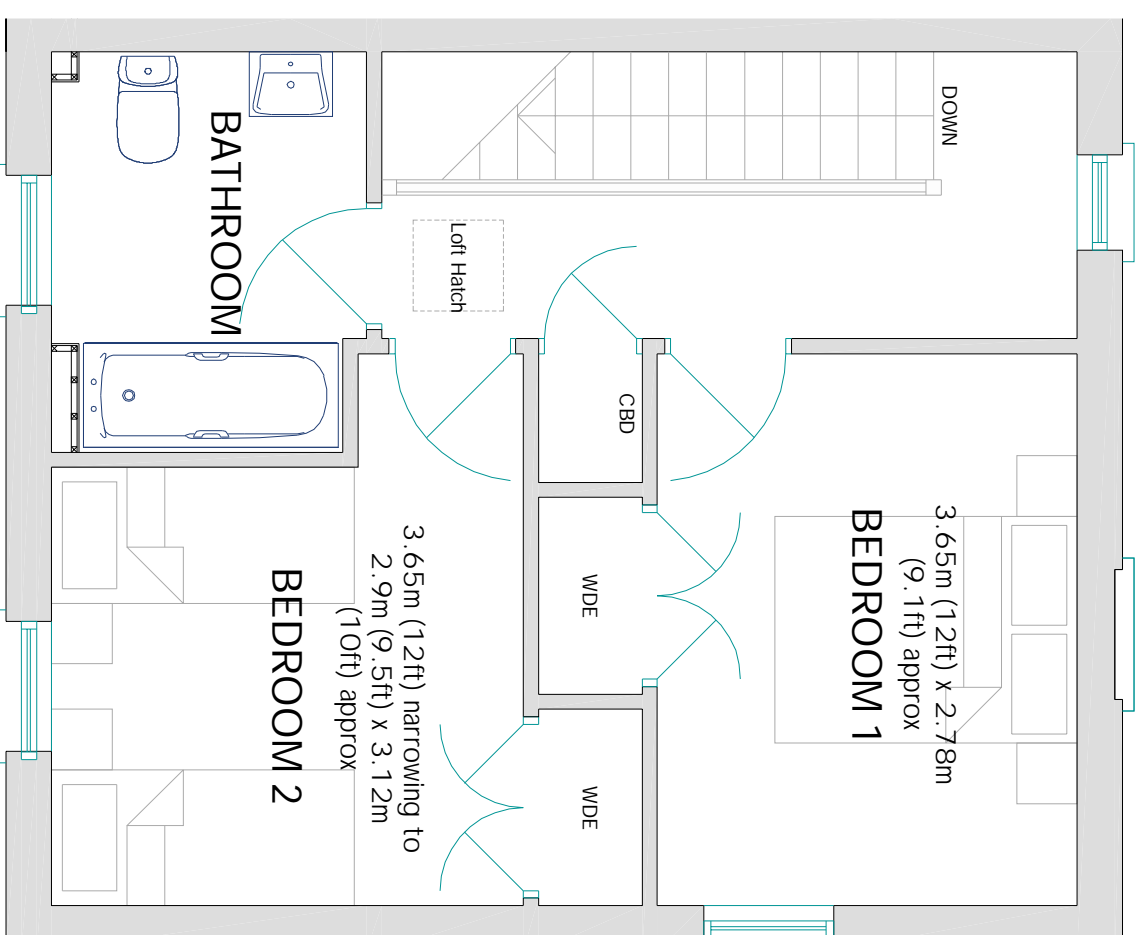 DOWN
BATHROOM
Loft Hatch
CBD
3.65m (12ft) x 2.78m
(9.1ft) approx
BEDROOM 1
WDE
3.65m (12ft) narrowing to
2.9m (9.5ft) x 3.12m
(10ft) approx
BEDROOM 2
WDE